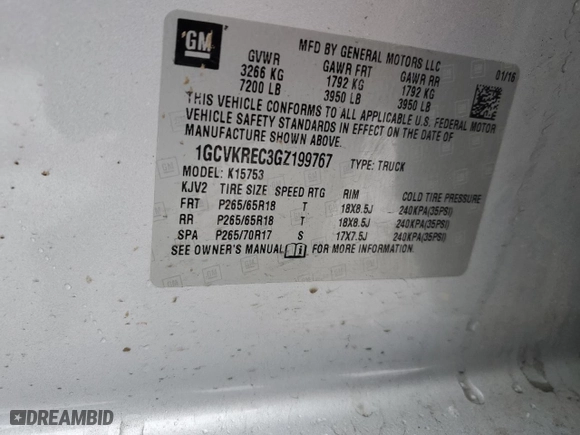 GM
MFD BY GENERAL MOTORS LLC
GVWR GAWR FRT GAWR RR 01/16
3266 KG 1792 KG 1792 KG
7200 LB 3950 LB 3950 LB
THIS VEHICLE CONFORMS TO ALL APPLICABLE U.S. FEDERAL MOTOR
VEHICLE SAFETY STANDARDS IN EFFECT ON THE DATE OF
MANUFACTURE SHOWN ABOVE.
1GCVKREC3GZ199767 TYPE: TRUCK
MODEL: K15753
KJV2 TIRE SIZE SPEED RTG RIM COLD TIRE PRESSURE
FRT P265/65R18 T 18X8.5J 240KPA(35PSI)
RR P265/65R18 T 18X8.5J 240KPA(35PSI)
SPA P265/70R17 S 17X7.5J 240KPA(35PSI)
SEE OWNER'S MANUAL FOR MORE INFORMATION.
DREAMBID